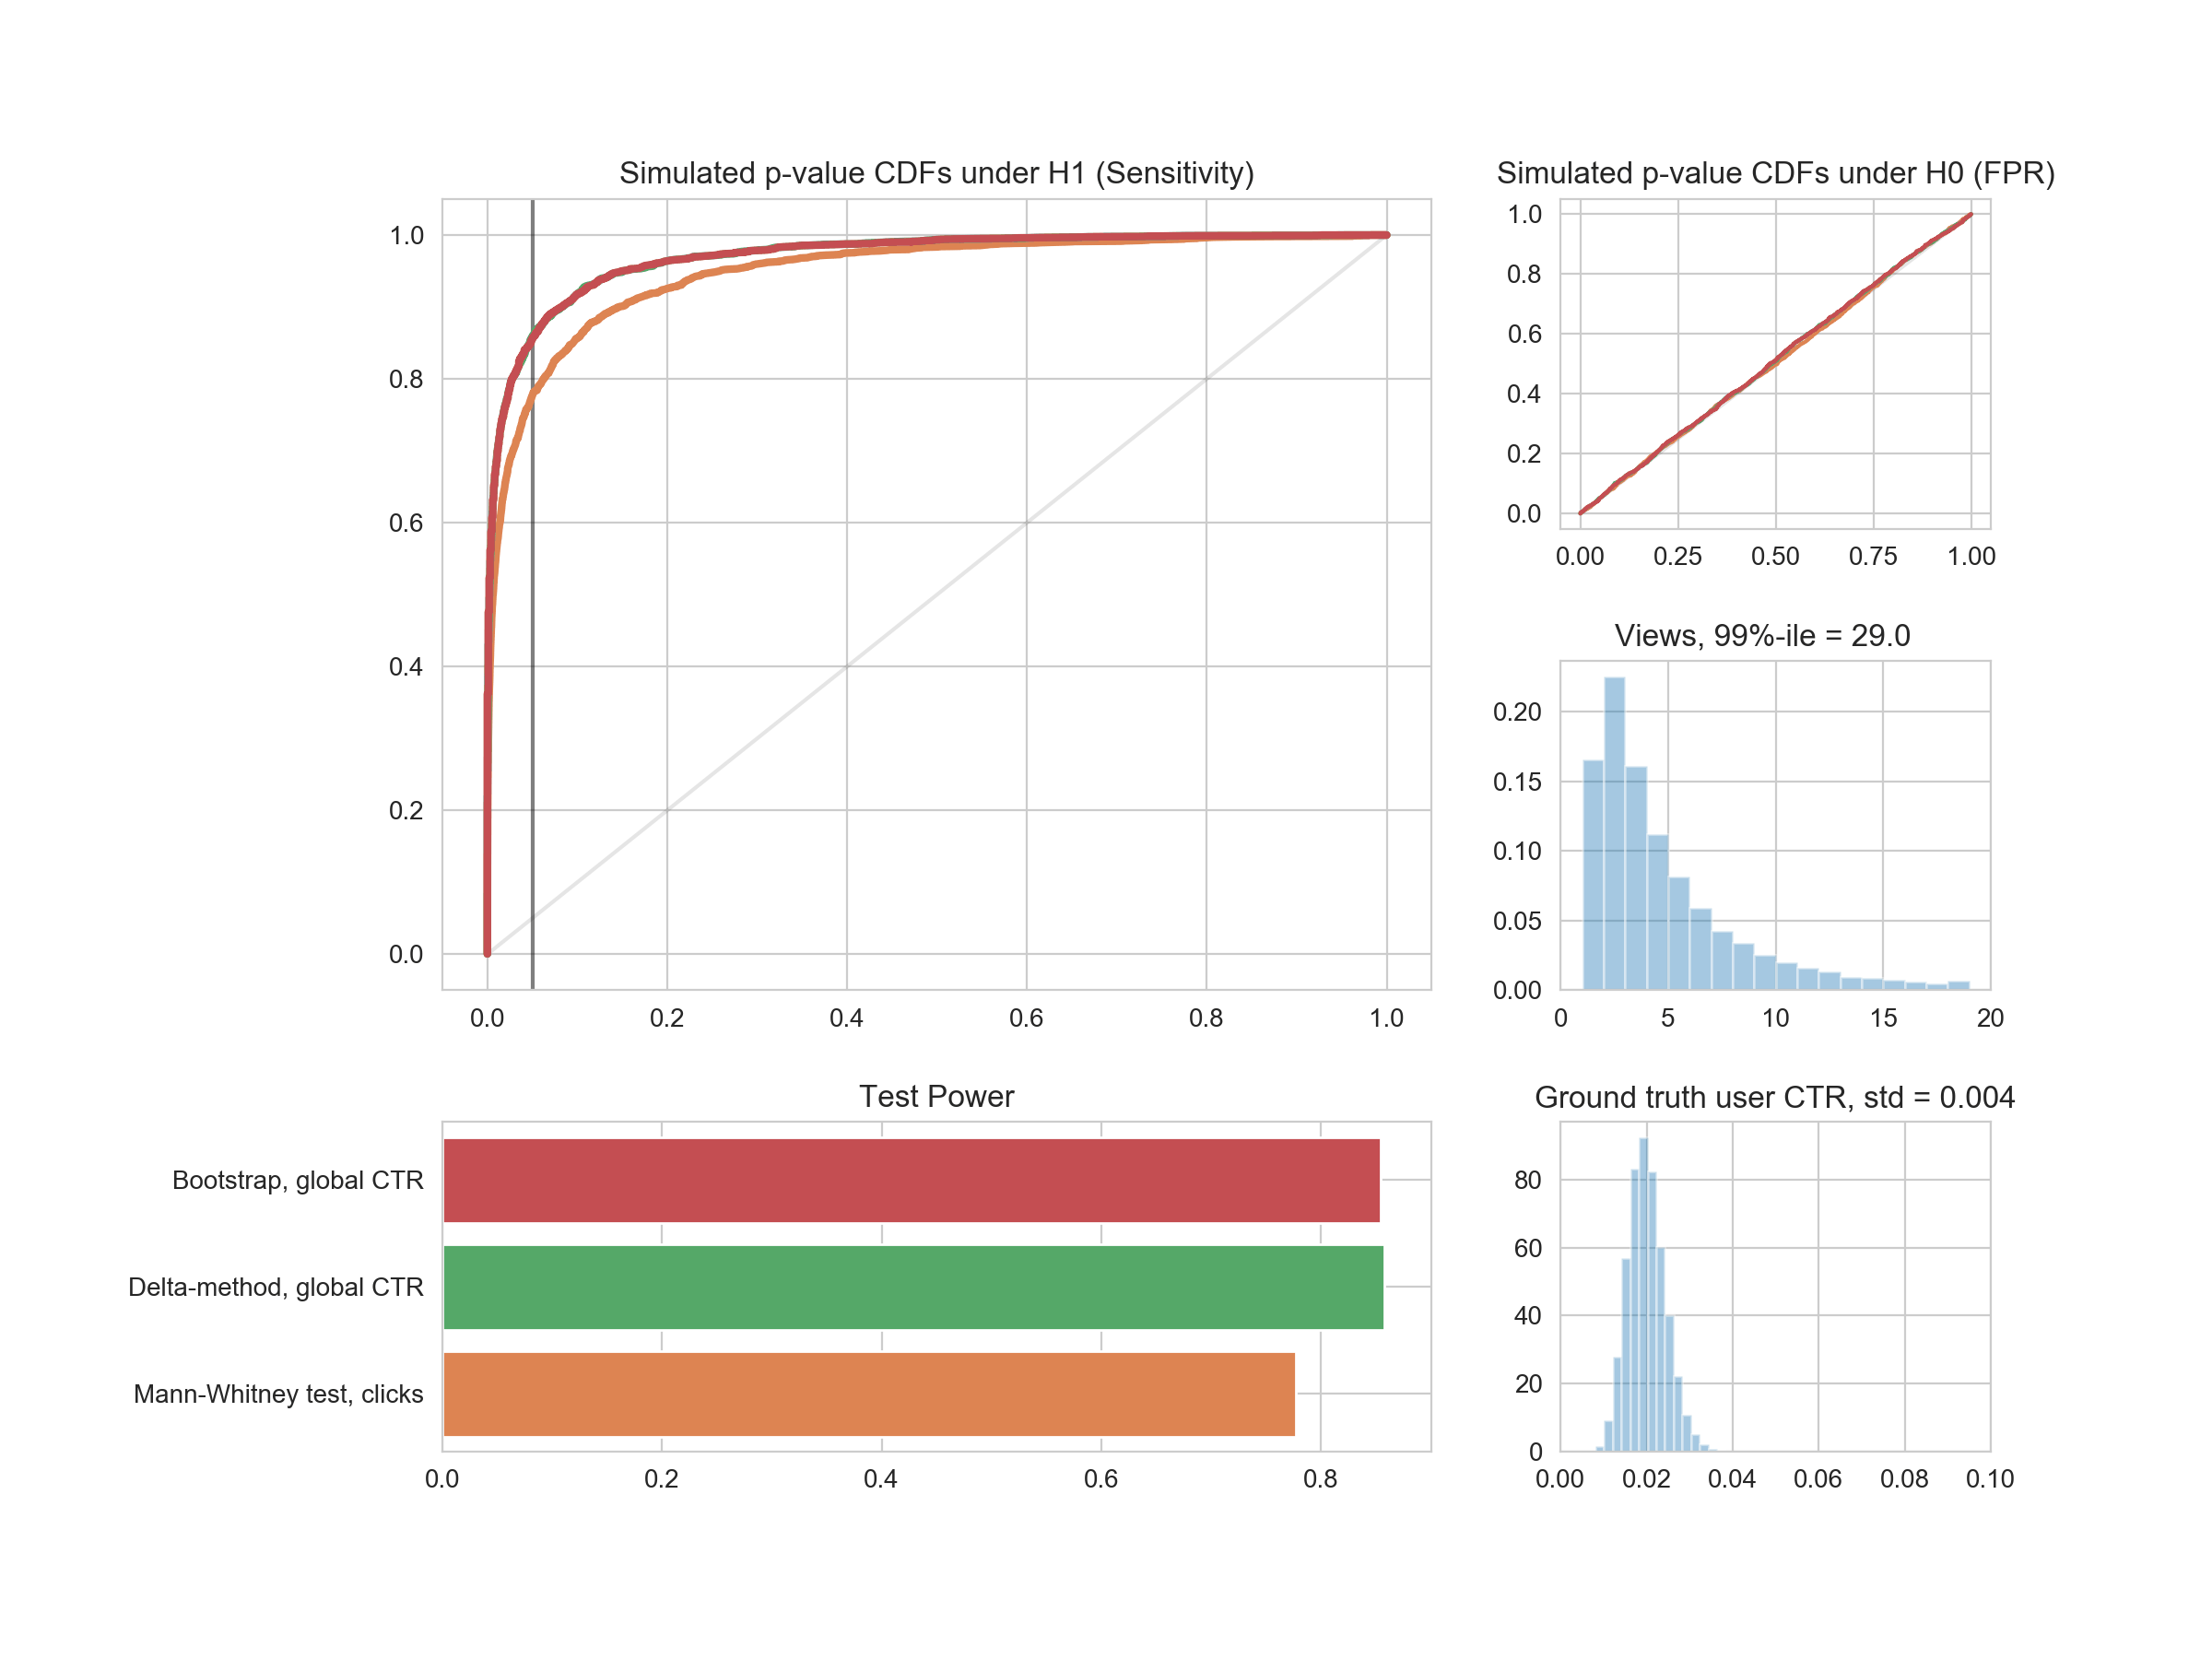 Simulated p-value CDFs under H1 (Sensitivity)
1.0
0.8
0.6
0.4
0.2
0.0
0.0 0.2 0.4 0.6 0.8 1.0
Simulated p-value CDFs under H0 (FPR)
1.0
0.8
0.6
0.4
0.2
0.0
0.00 0.25 0.50 0.75 1.00
Views, 99%-ile = 29.0
0.20
0.15
0.10
0.05
0.00
0 5 10 15 20
Test Power
Bootstrap, global CTR
Delta-method, global CTR
Mann-Whitney test, clicks
0.0 0.2 0.4 0.6 0.8
Ground truth user CTR, std = 0.004
80
60
40
20
0
0.00 0.02 0.04 0.06 0.08 0.10